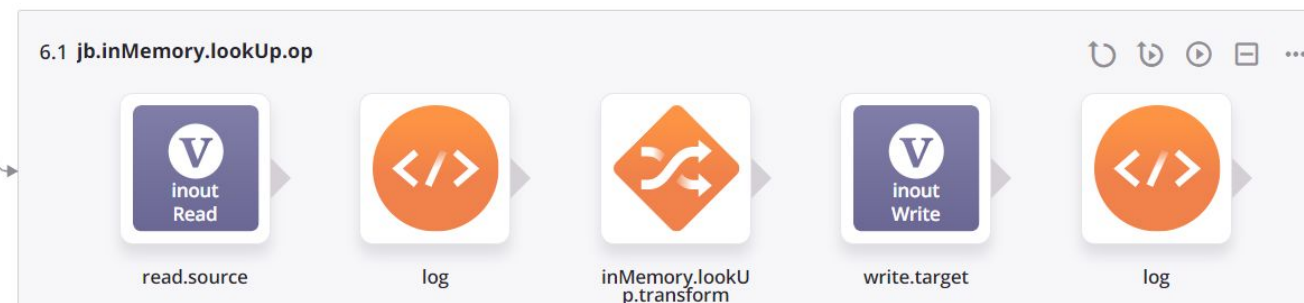 6.1 jb.inMemory.lookUp.op
V
inout
Read
</>
V
inout
Write
</>
read.source
log
inMemory.lookU
p.transform
write.target
log